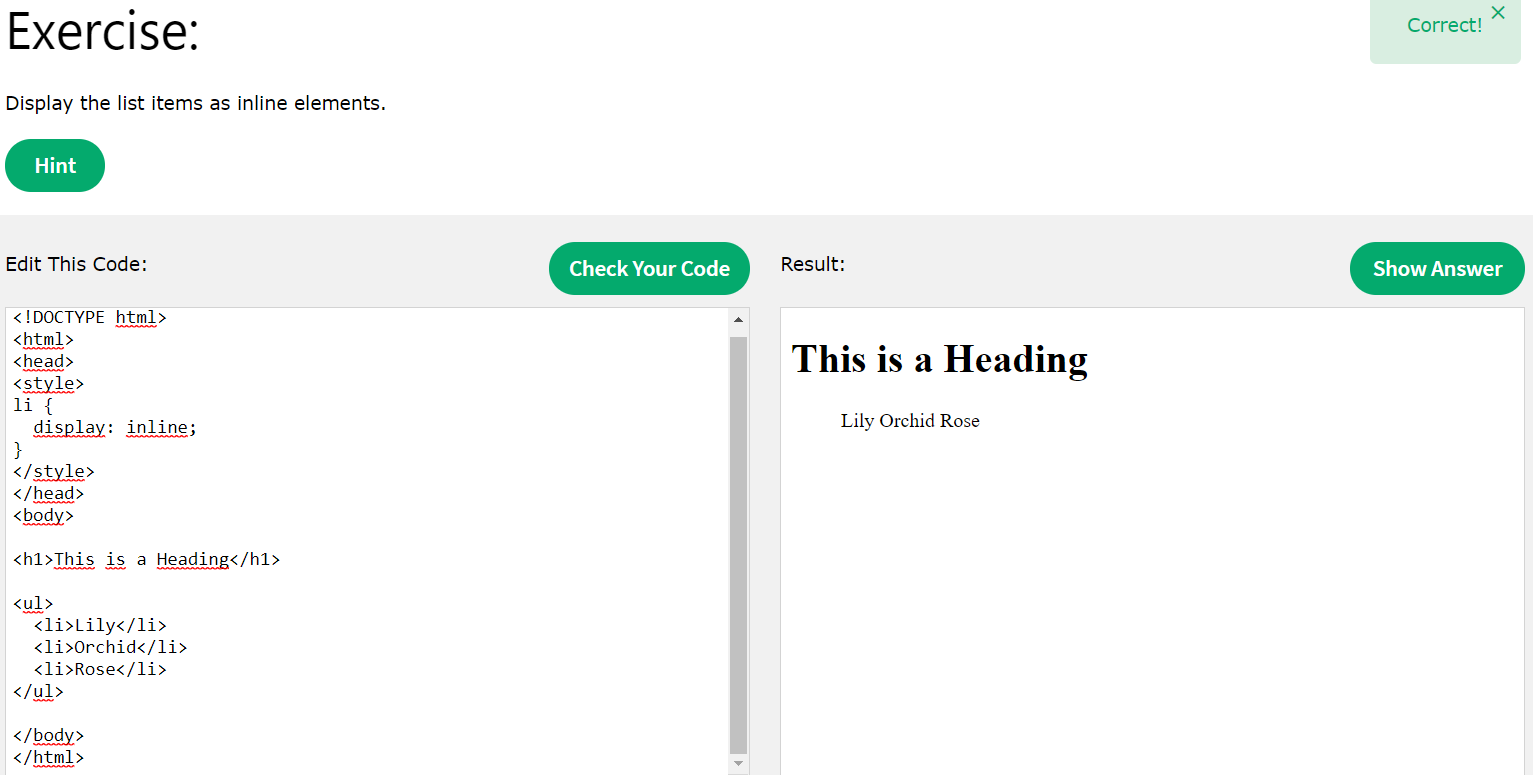 Exercise:
Correct!
×
Display the list items as inline elements.
Hint
Edit This Code:
Check Your Code
<!DOCTYPE html>
<html>
<head>
<style>
li {
  display: inline;
}
</style>
</head>
<body>

<h1>This is a Heading</h1>

<ul>
  <li>Lily</li>
  <li>Orchid</li>
  <li>Rose</li>
</ul>

</body>
</html>
Result:
Show Answer
This is a Heading
Lily Orchid Rose